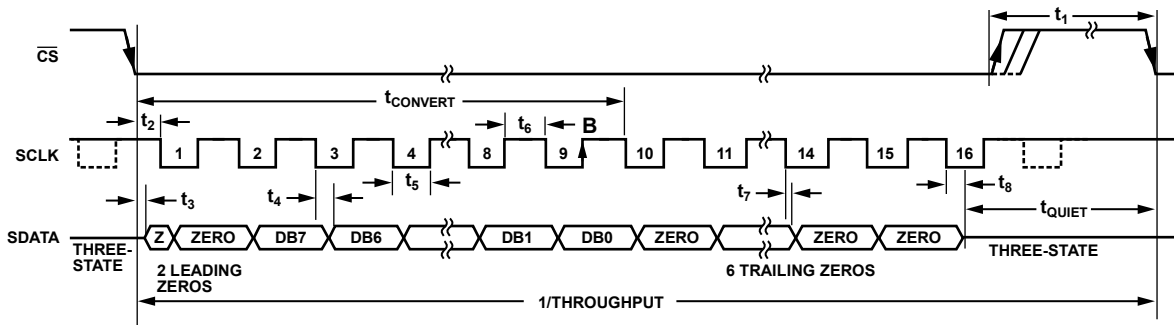 t1
CS
tCONVERT
t2
t6
B
SCLK
1 2 3 4 8 9 10 11 14 15 16
t3
t4
t5
t7
t8
tQUIET
SDATA
Z ZERO DB7 DB6 DB1 DB0 ZERO ZERO ZERO
THREE-STATE
THREE-
STATE
2 LEADING
ZEROS
6 TRAILING ZEROS
1/THROUGHPUT